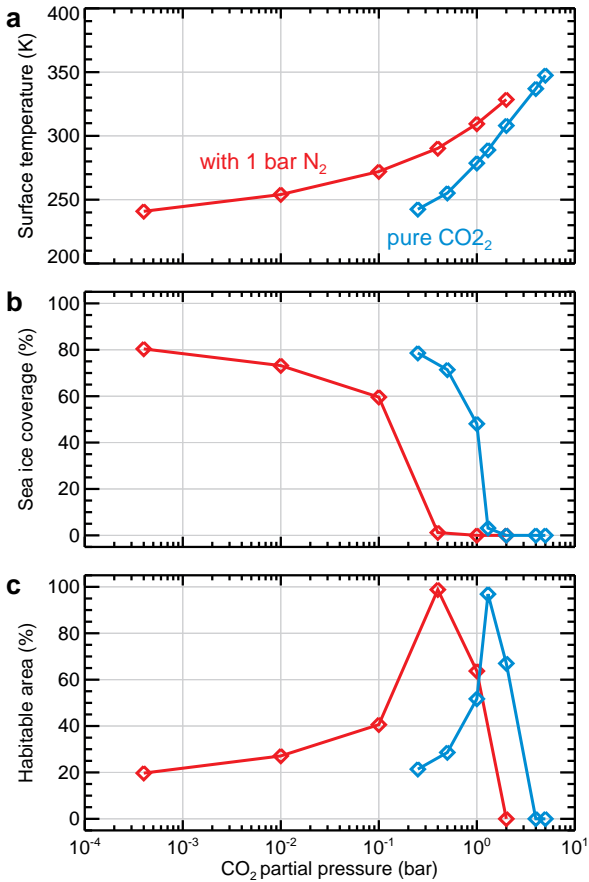 a
Surface temperature (K)
400
350
300
250
200
with 1 bar N₂
pure CO2₂
b
Sea ice coverage (%)
100
80
60
40
20
0
c
Habitable area (%)
100
80
60
40
20
0
10⁻⁴ 10⁻³ 10⁻² 10⁻¹ 10⁰ 10¹
CO₂ partial pressure (bar)